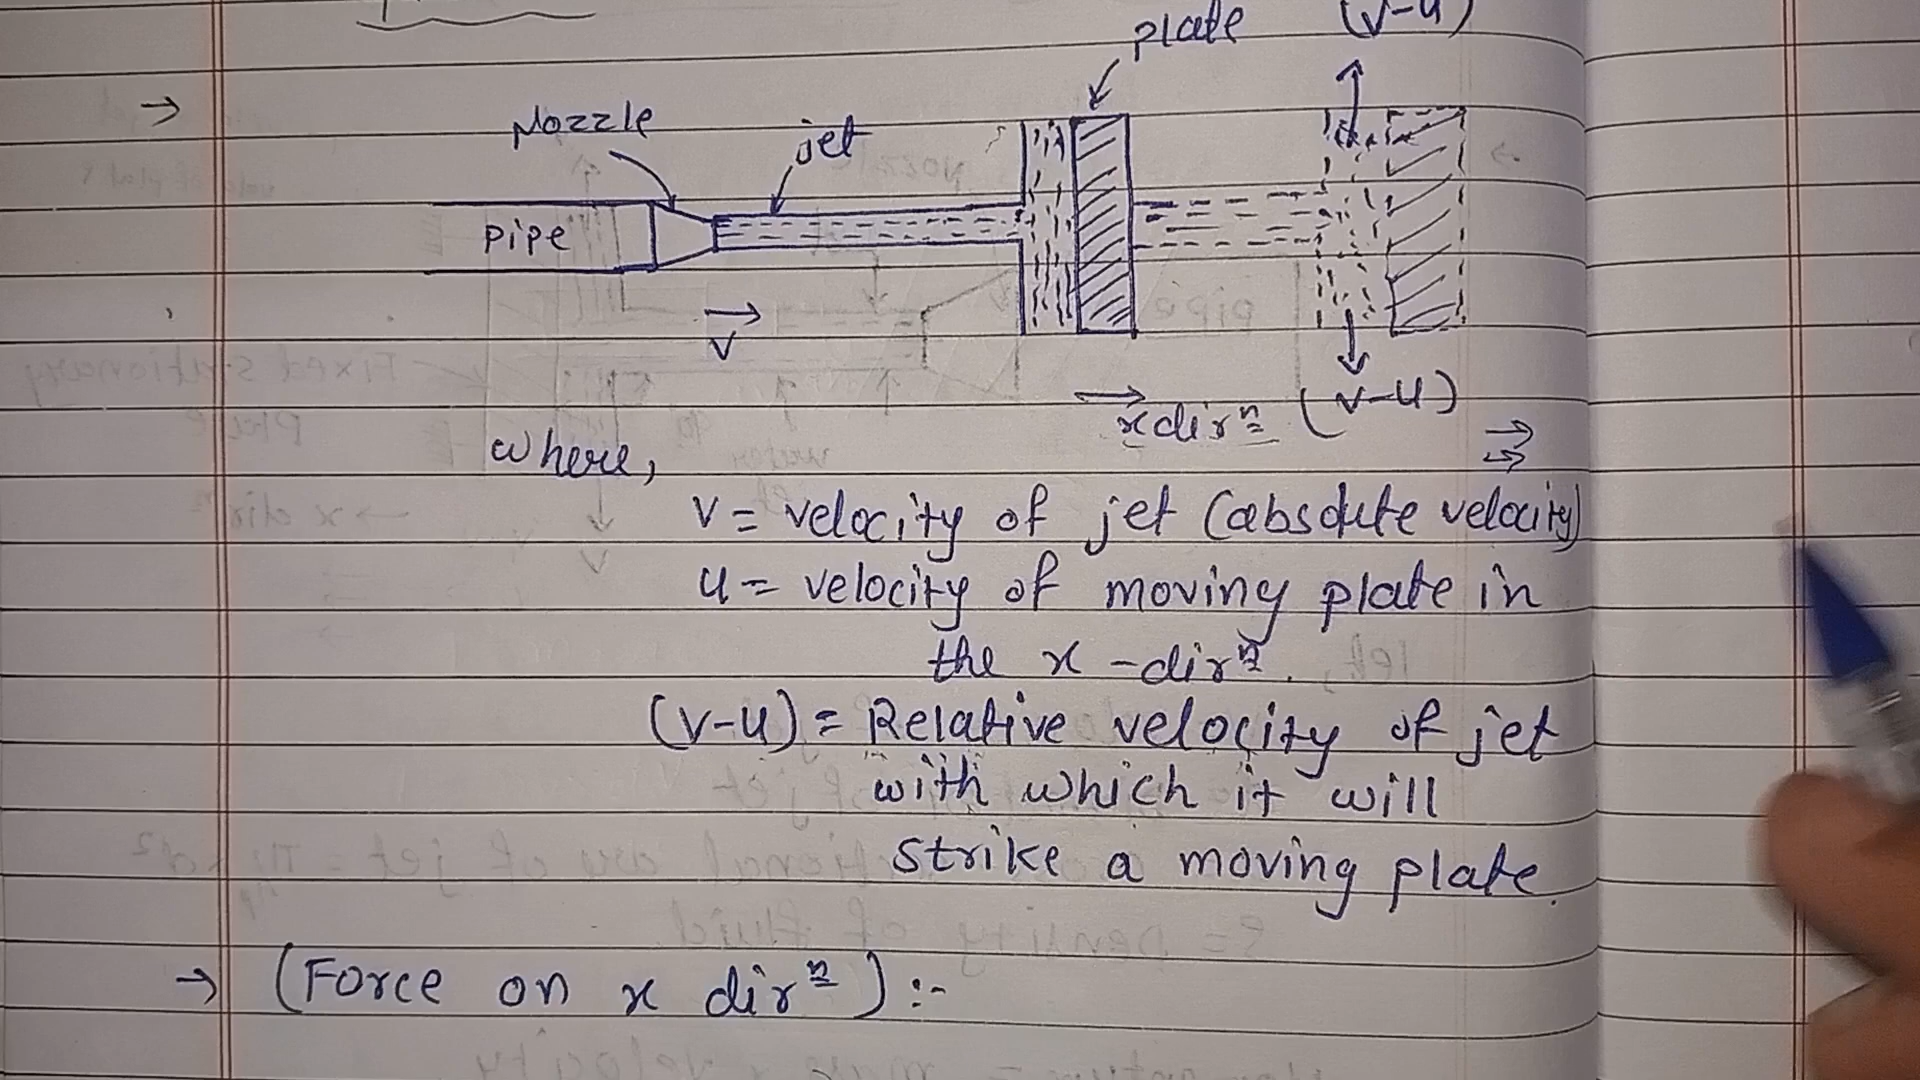 plate (V-U)
→
Nozzle
jet
pipe
→
V
→
x dirⁿ (V-U)
where,
V = velocity of jet (absolute velocity)
U = velocity of moving plate in
the x -dirⁿ.
(V-U) = Relative velocity of jet
with which it will
strike a moving plate.
→ (Force on x dirⁿ) :-